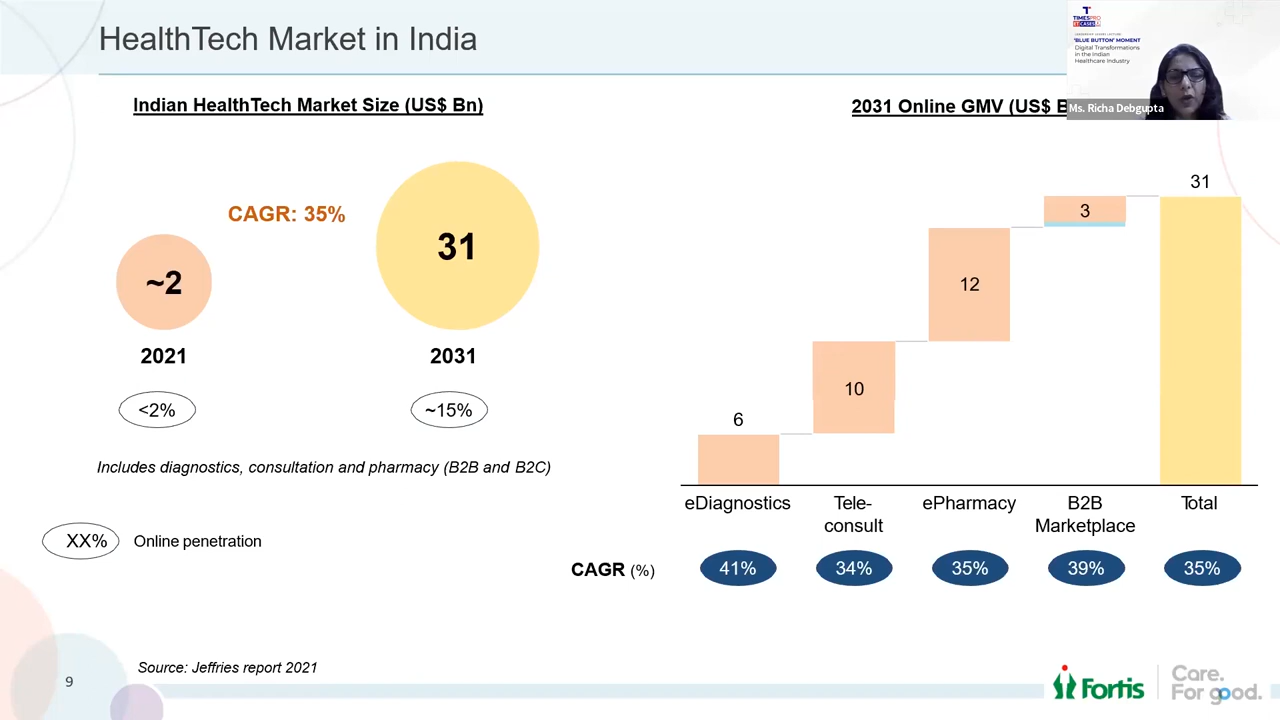 HealthTech Market in India
TIMESPRO
ET CASES
'BLUE BUTTON' MOMENT
Digital Transformations
in the Indian
Healthcare Industry
Ms. Richa Debgupta
Indian HealthTech Market Size (US$ Bn)
CAGR: 35%
~2
31
2021
2031
<2%
~15%
Includes diagnostics, consultation and pharmacy (B2B and B2C)
XX%
Online penetration
2031 Online GMV (US$ B
6
10
12
3
31
eDiagnostics
Tele-
consult
ePharmacy
B2B
Marketplace
Total
CAGR (%)
41%
34%
35%
39%
35%
Source: Jeffries report 2021
9
Fortis
Care.
For good.